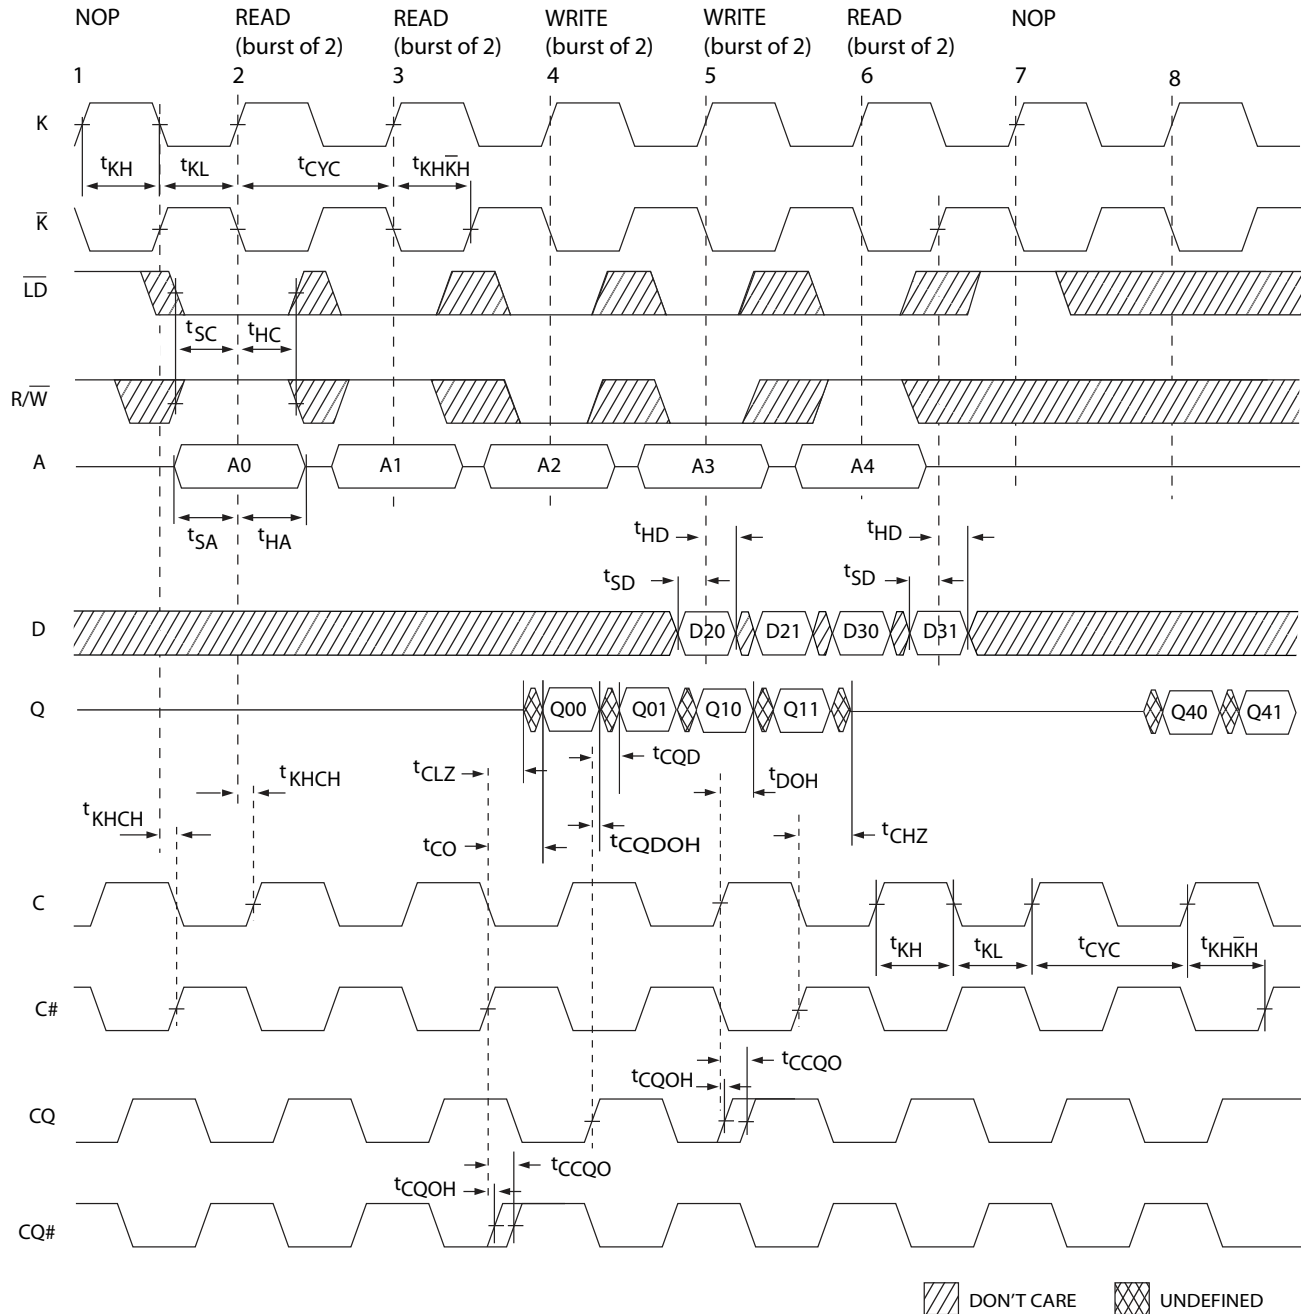 NOP READ READ WRITE WRITE READ NOP
(burst of 2) (burst of 2) (burst of 2) (burst of 2) (burst of 2)
1 2 3 4 5 6 7 8
K
tKH tKL tCYC tKHK̅H
K̅
L̅D̅
tSC tHC
R/W̅
A A0 A1 A2 A3 A4
tSA tHA
tHD tHD
tSD tSD
D D20 D21 D30 D31
Q Q00 Q01 Q10 Q11 Q40 Q41
tCQD
tKHCH tCLZ tDOH
tKHCH tCO tCQDOH tCHZ
C
tKH tKL tCYC tKHK̅H
C#
tCCQO
tCQOH
CQ
tCCQO
tCQOH
CQ#
DON'T CARE UNDEFINED